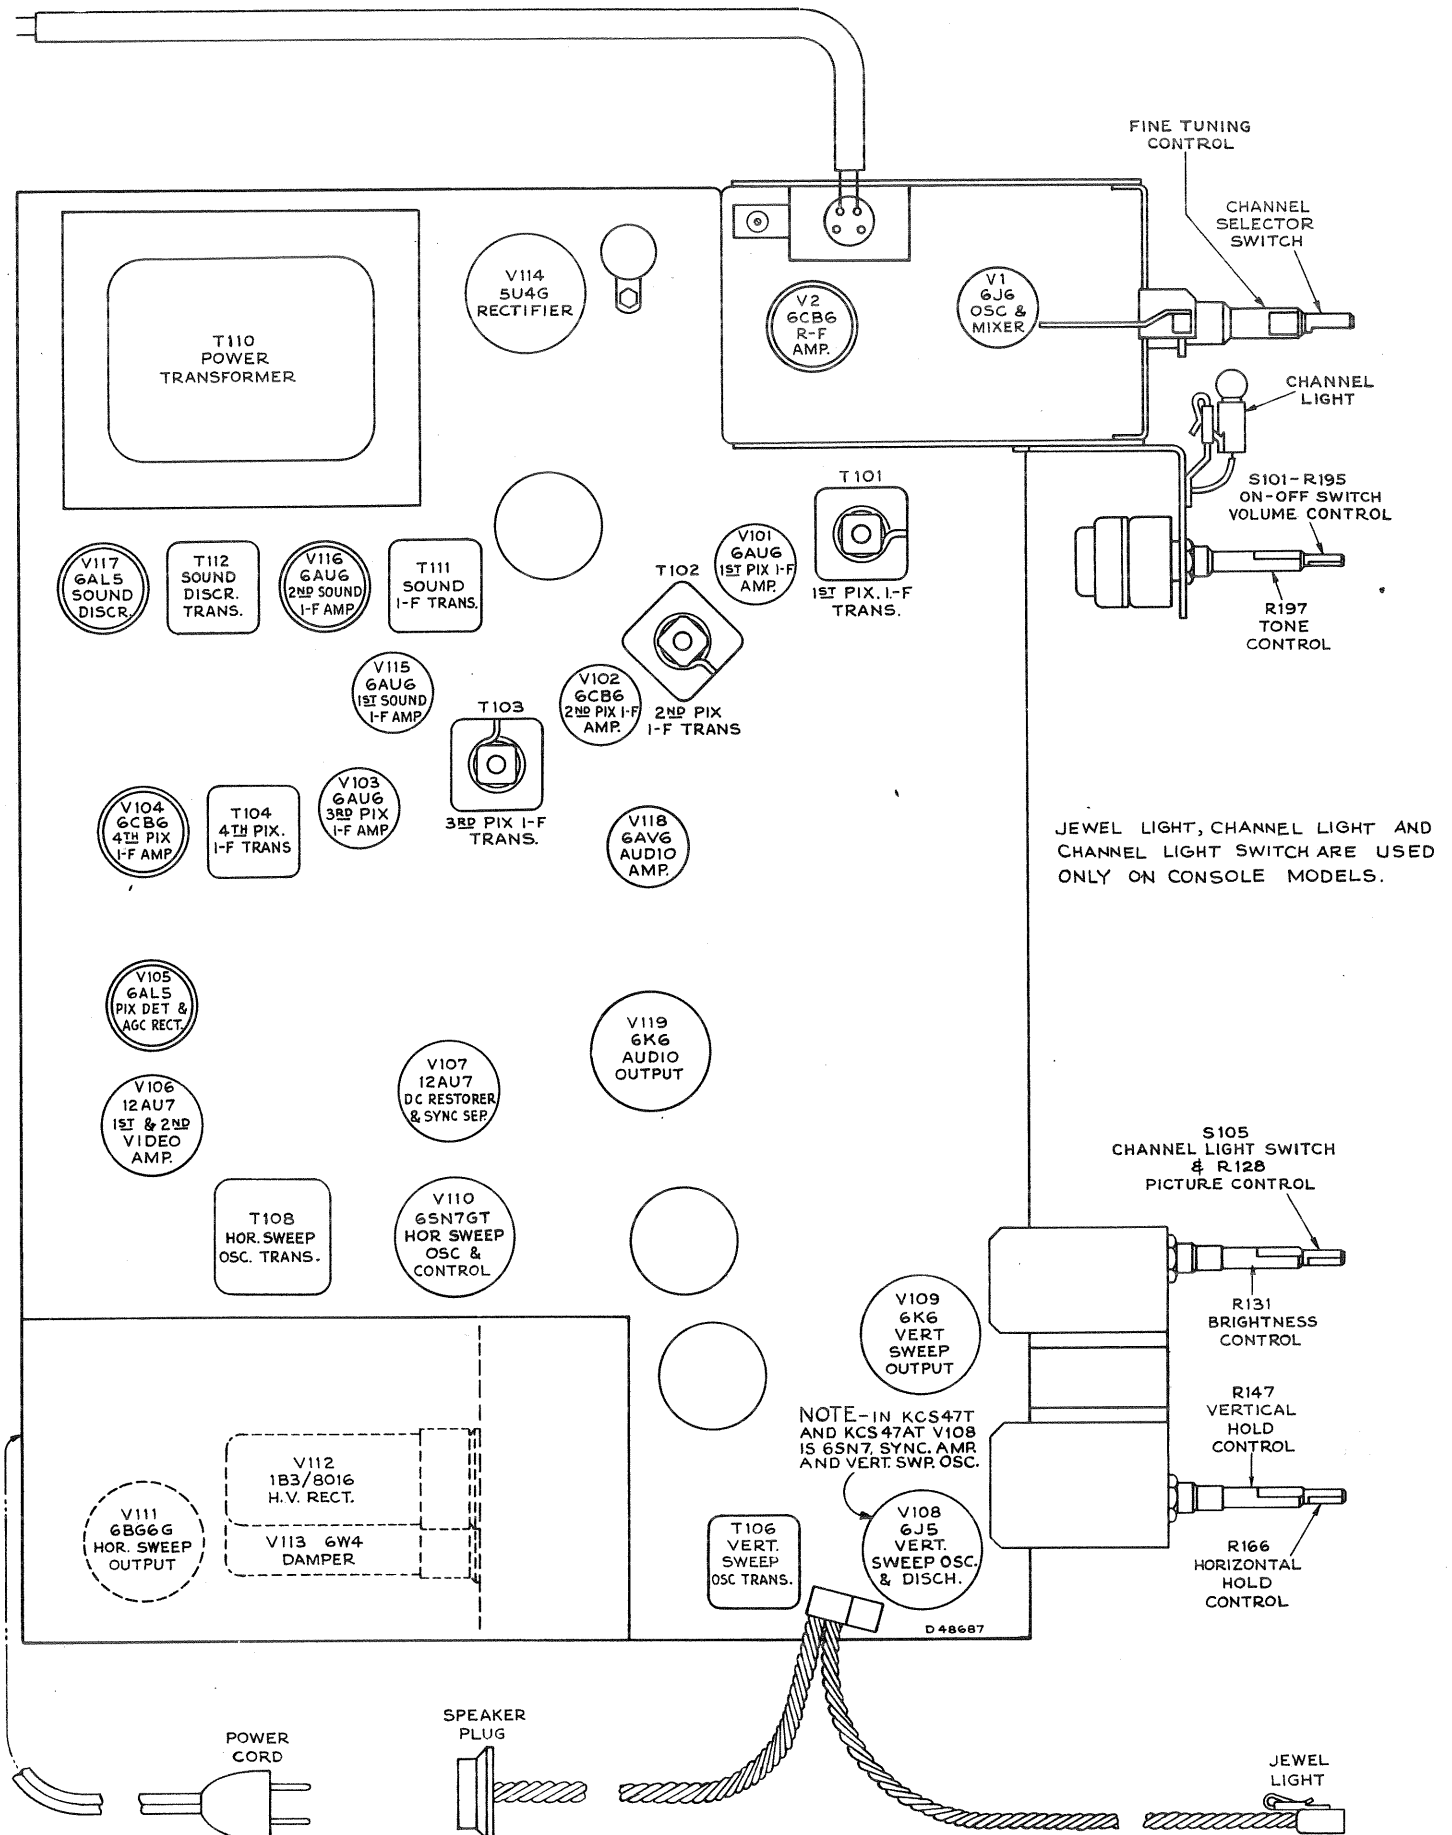 FINE TUNING
CONTROL
CHANNEL
SELECTOR
SWITCH
V114
5U4G
RECTIFIER
V2
6CB6
R-F
AMP.
V1
6J6
OSC &
MIXER
T110
POWER
TRANSFORMER
CHANNEL
LIGHT
T101
S101-R195
ON-OFF SWITCH
VOLUME CONTROL
V117
6AL5
SOUND
DISCR.
T112
SOUND
DISCR.
TRANS.
V116
6AU6
2ND SOUND
I-F AMP
T111
SOUND
I-F TRANS.
V101
6AU6
1ST PIX I-F
AMP.
1ST PIX. I.-F
TRANS.
T102
R197
TONE
CONTROL
V115
6AU6
1ST SOUND
I-F AMP
V102
6CB6
2ND PIX I-F
AMP.
2ND PIX
I-F TRANS
T103
V104
6CB6
4TH PIX
I-F AMP
T104
4TH PIX.
I-F TRANS
V103
6AU6
3RD PIX
I-F AMP
3RD PIX I-F
TRANS.
V118
6AV6
AUDIO
AMP.
JEWEL LIGHT, CHANNEL LIGHT AND
CHANNEL LIGHT SWITCH ARE USED
ONLY ON CONSOLE MODELS.
V105
6AL5
PIX DET &
AGC RECT.
V119
6K6
AUDIO
OUTPUT
V107
12AU7
DC RESTORER
& SYNC SEP.
V106
12AU7
1ST & 2ND
VIDEO
AMP.
S105
CHANNEL LIGHT SWITCH
& R128
PICTURE CONTROL
T108
HOR. SWEEP
OSC. TRANS.
V110
6SN7GT
HOR SWEEP
OSC &
CONTROL
V109
6K6
VERT
SWEEP
OUTPUT
R131
BRIGHTNESS
CONTROL
R147
VERTICAL
HOLD
CONTROL
NOTE-IN KCS47T
AND KCS47AT V108
IS 6SN7, SYNC. AMP.
AND VERT. SWP. OSC.
V112
1B3/8016
H.V. RECT.
V111
6BG6G
HOR. SWEEP
OUTPUT
V113 6W4
DAMPER
T106
VERT.
SWEEP
OSC TRANS.
V108
6J5
VERT.
SWEEP OSC.
& DISCH.
R166
HORIZONTAL
HOLD
CONTROL
D48687
SPEAKER
PLUG
POWER
CORD
JEWEL
LIGHT